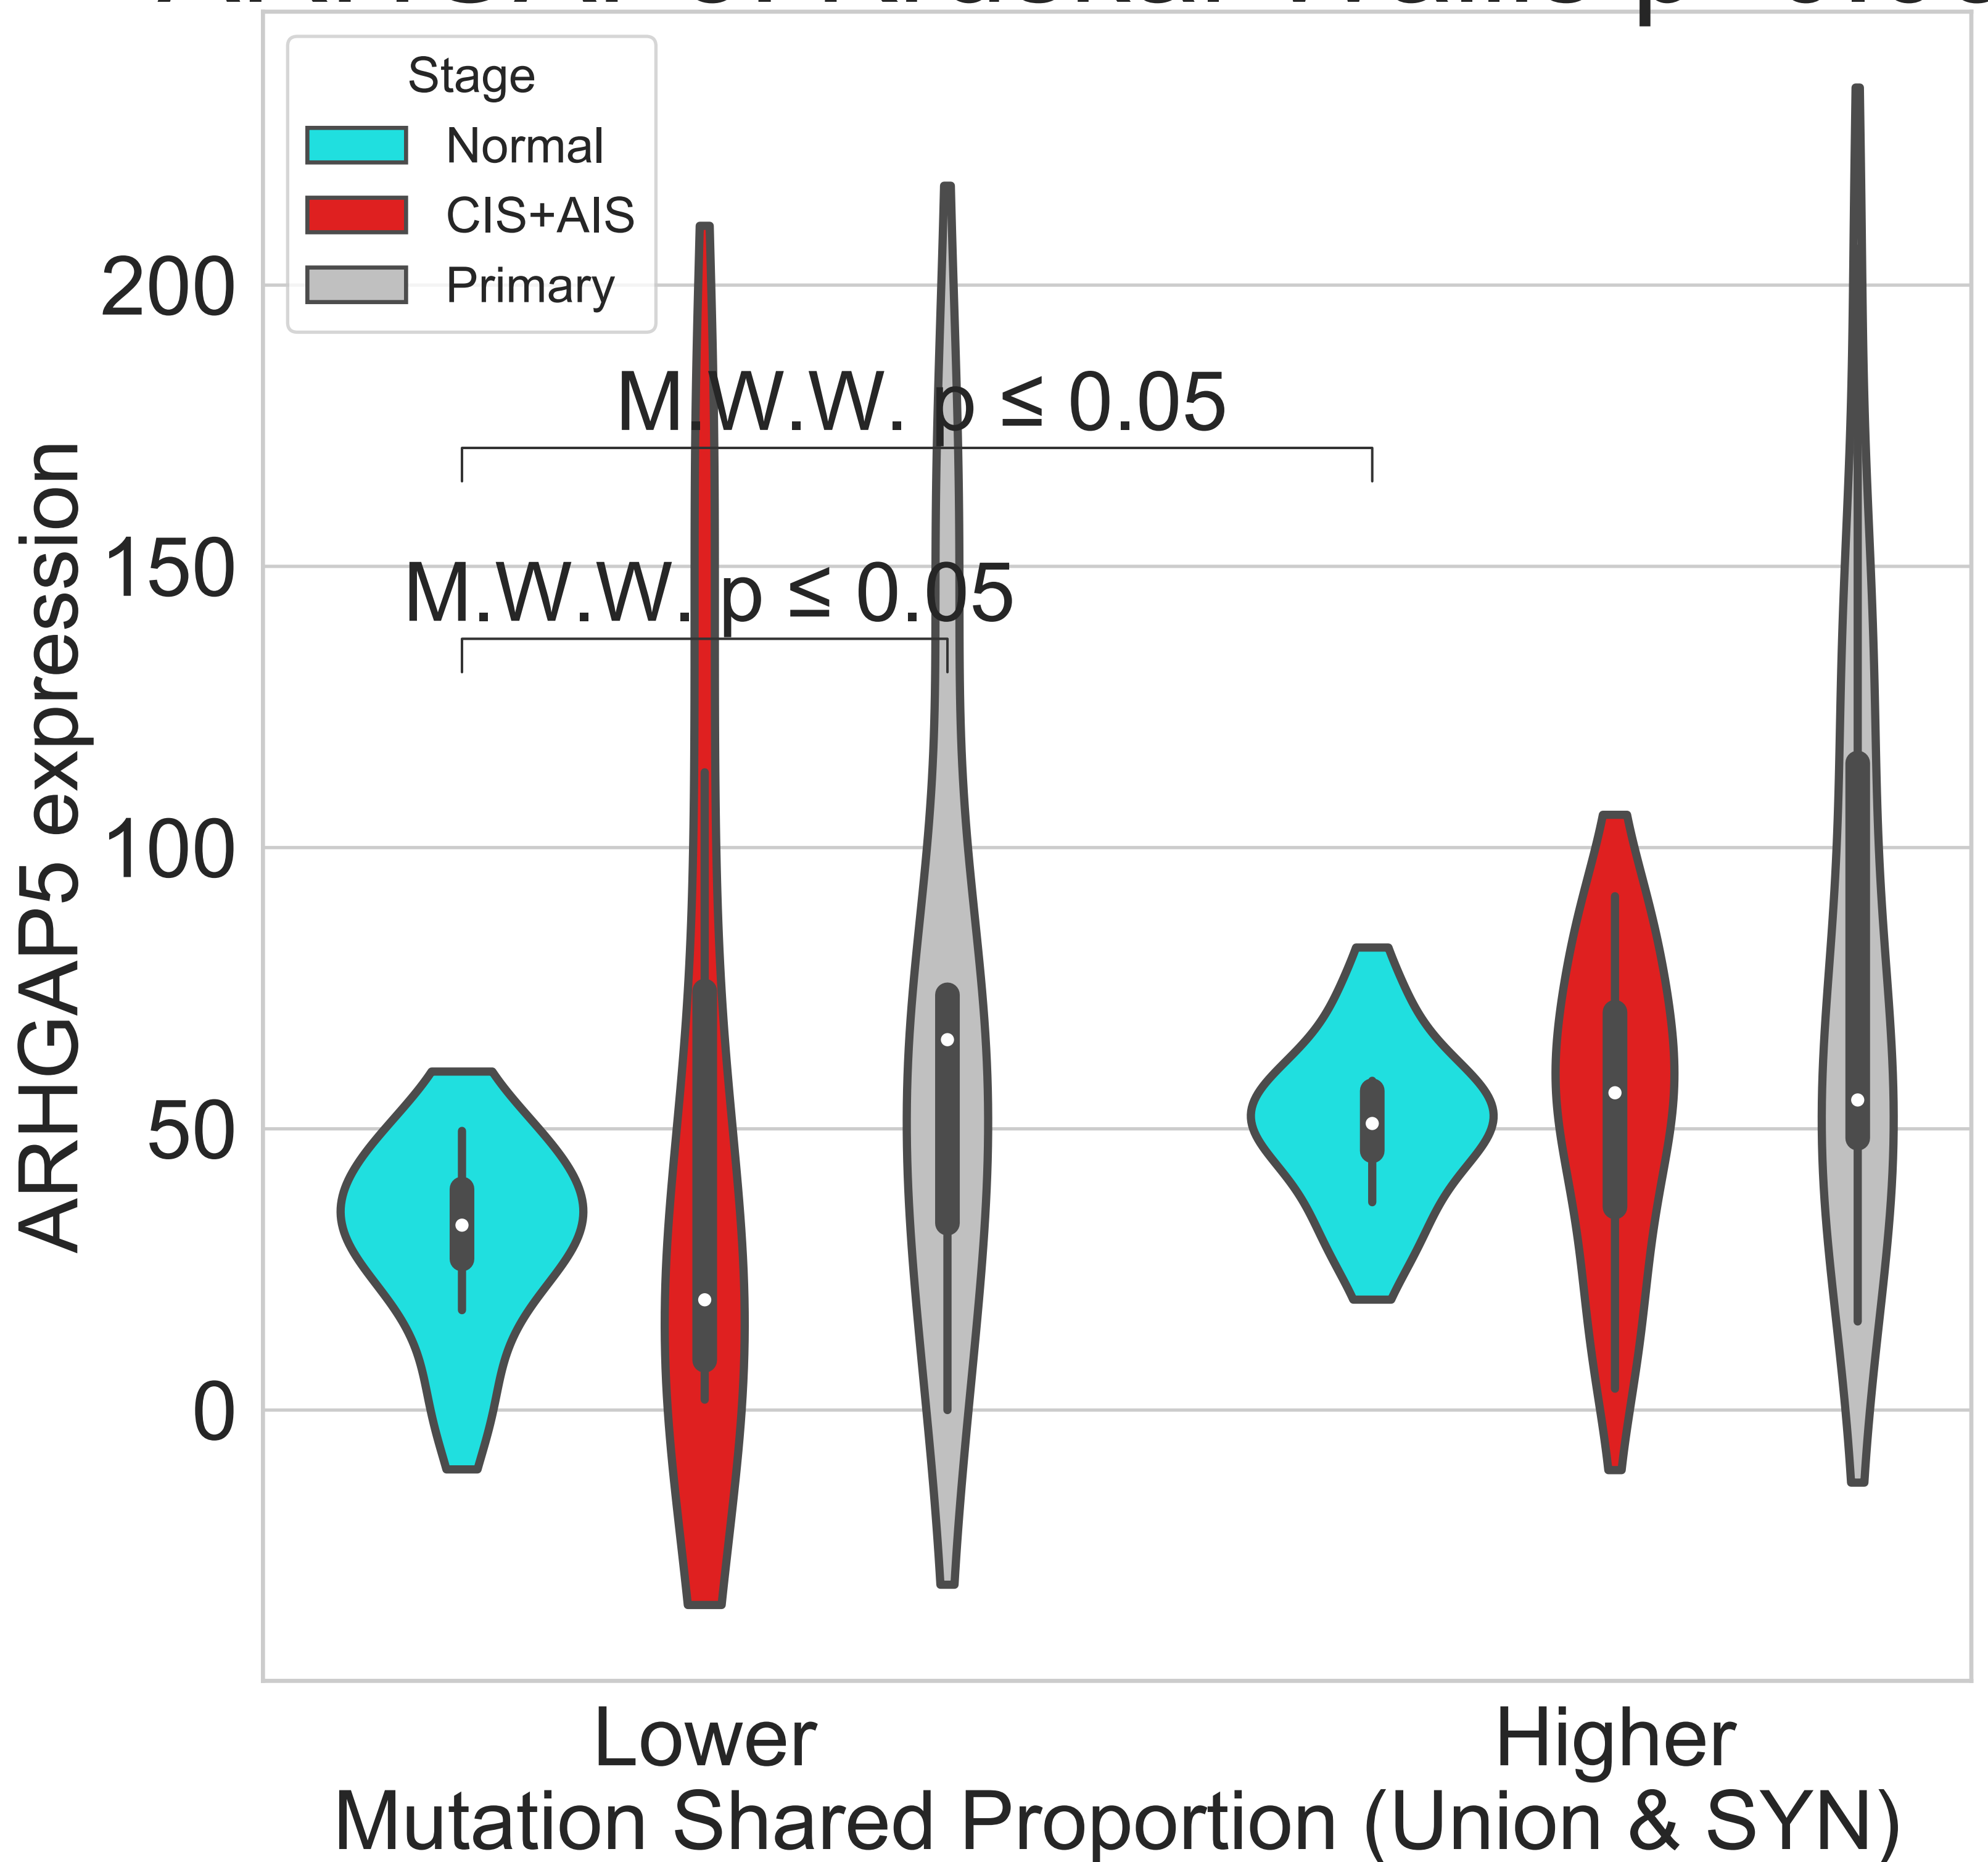 Stage
Normal
CIS+AIS
Primary
M.W.W. p ≤ 0.05
M.W.W. p ≤ 0.05
200
150
100
50
0
ARHGAP5 expression
Lower
Higher
Mutation Shared Proportion (Union & SYN)